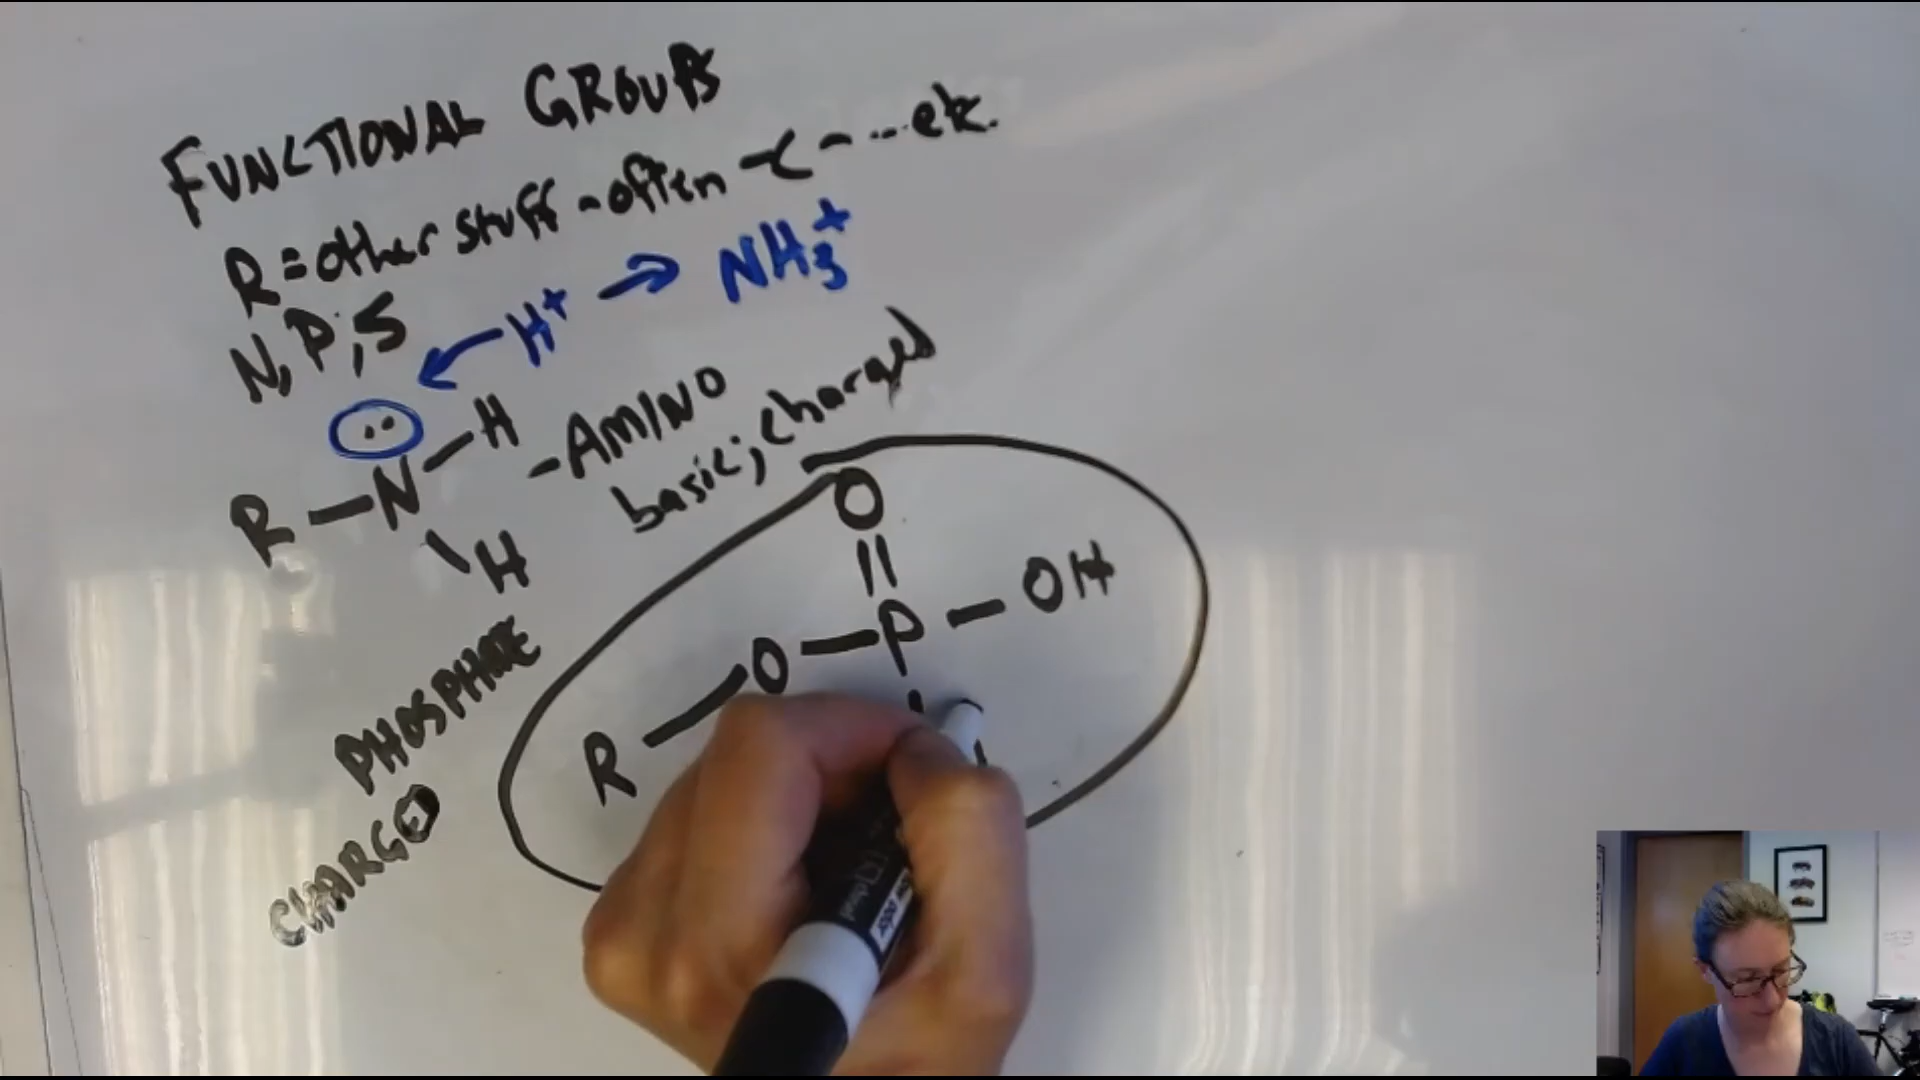 FUNCTIONAL GROUPS
R = other stuff - often -C - ... etc.
N, P, S
H+ → NH3+
R - N - H
H
- AMINO
basic; charged
O
R - O - P - OH
PHOSPHATE
CHARGED